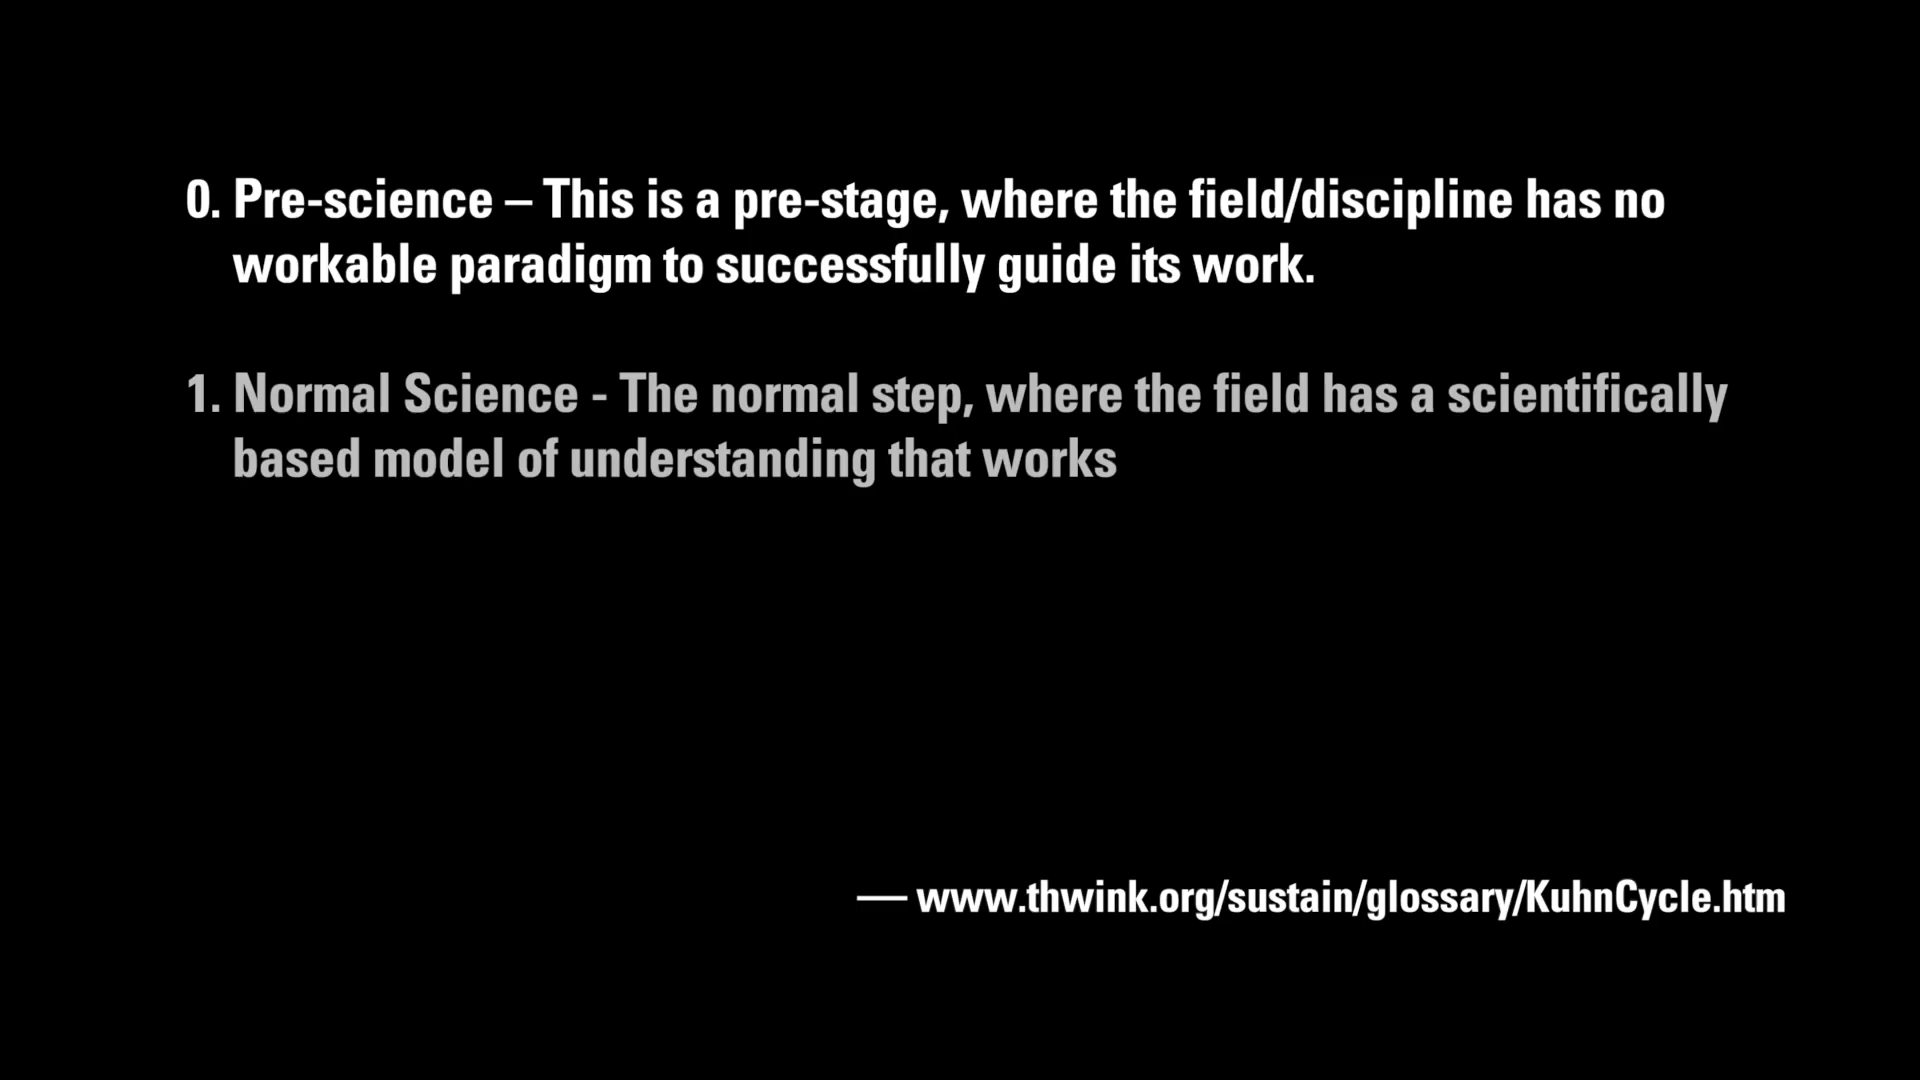 0. Pre-science – This is a pre-stage, where the field/discipline has no
workable paradigm to successfully guide its work.
1. Normal Science - The normal step, where the field has a scientifically
based model of understanding that works
— www.thwink.org/sustain/glossary/KuhnCycle.htm